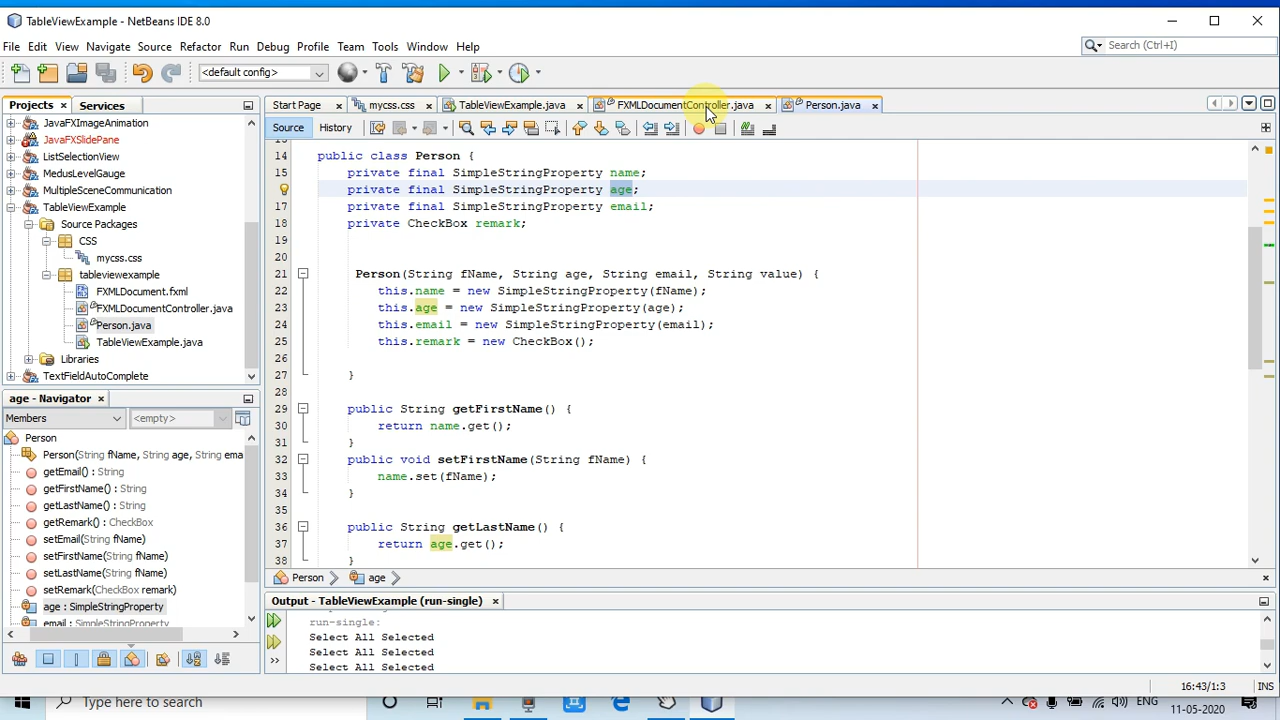 TableViewExample - NetBeans IDE 8.0
File Edit View Navigate Source Refactor Run Debug Profile Team Tools Window Help
Search (Ctrl+I)
<default config>
Projects Services
Start Page mycss.css TableViewExample.java FXMLDocumentController.java Person.java
Source History
JavaFXImageAnimation
JavaFXSlidePane
ListSelectionView
MedusLevelGauge
MultipleSceneCommunication
TableViewExample
Source Packages
CSS
mycss.css
tableviewexample
FXMLDocument.fxml
FXMLDocumentController.java
Person.java
TableViewExample.java
Libraries
TextFieldAutoComplete
14 public class Person {
15 private final SimpleStringProperty name;
private final SimpleStringProperty age;
17 private final SimpleStringProperty email;
18 private CheckBox remark;
19
20
21 Person(String fName, String age, String email, String value) {
22 this.name = new SimpleStringProperty(fName);
23 this.age = new SimpleStringProperty(age);
24 this.email = new SimpleStringProperty(email);
25 this.remark = new CheckBox();
26
27 }
28
29 public String getFirstName() {
30 return name.get();
31 }
32 public void setFirstName(String fName) {
33 name.set(fName);
34 }
35
36 public String getLastName() {
37 return age.get();
38 }
age - Navigator
Members <empty>
Person
Person(String fName, String age, String ema
getEmail() : String
getFirstName() : String
getLastName() : String
getRemark() : CheckBox
setEmail(String fName)
setFirstName(String fName)
setLastName(String fName)
setRemark(CheckBox remark)
age : SimpleStringProperty
email : SimpleStringProperty
Person age
Output - TableViewExample (run-single)
run-single:
Select All Selected
Select All Selected
Select All Selected
16:43/1:3 INS
Type here to search
ENG 11-05-2020